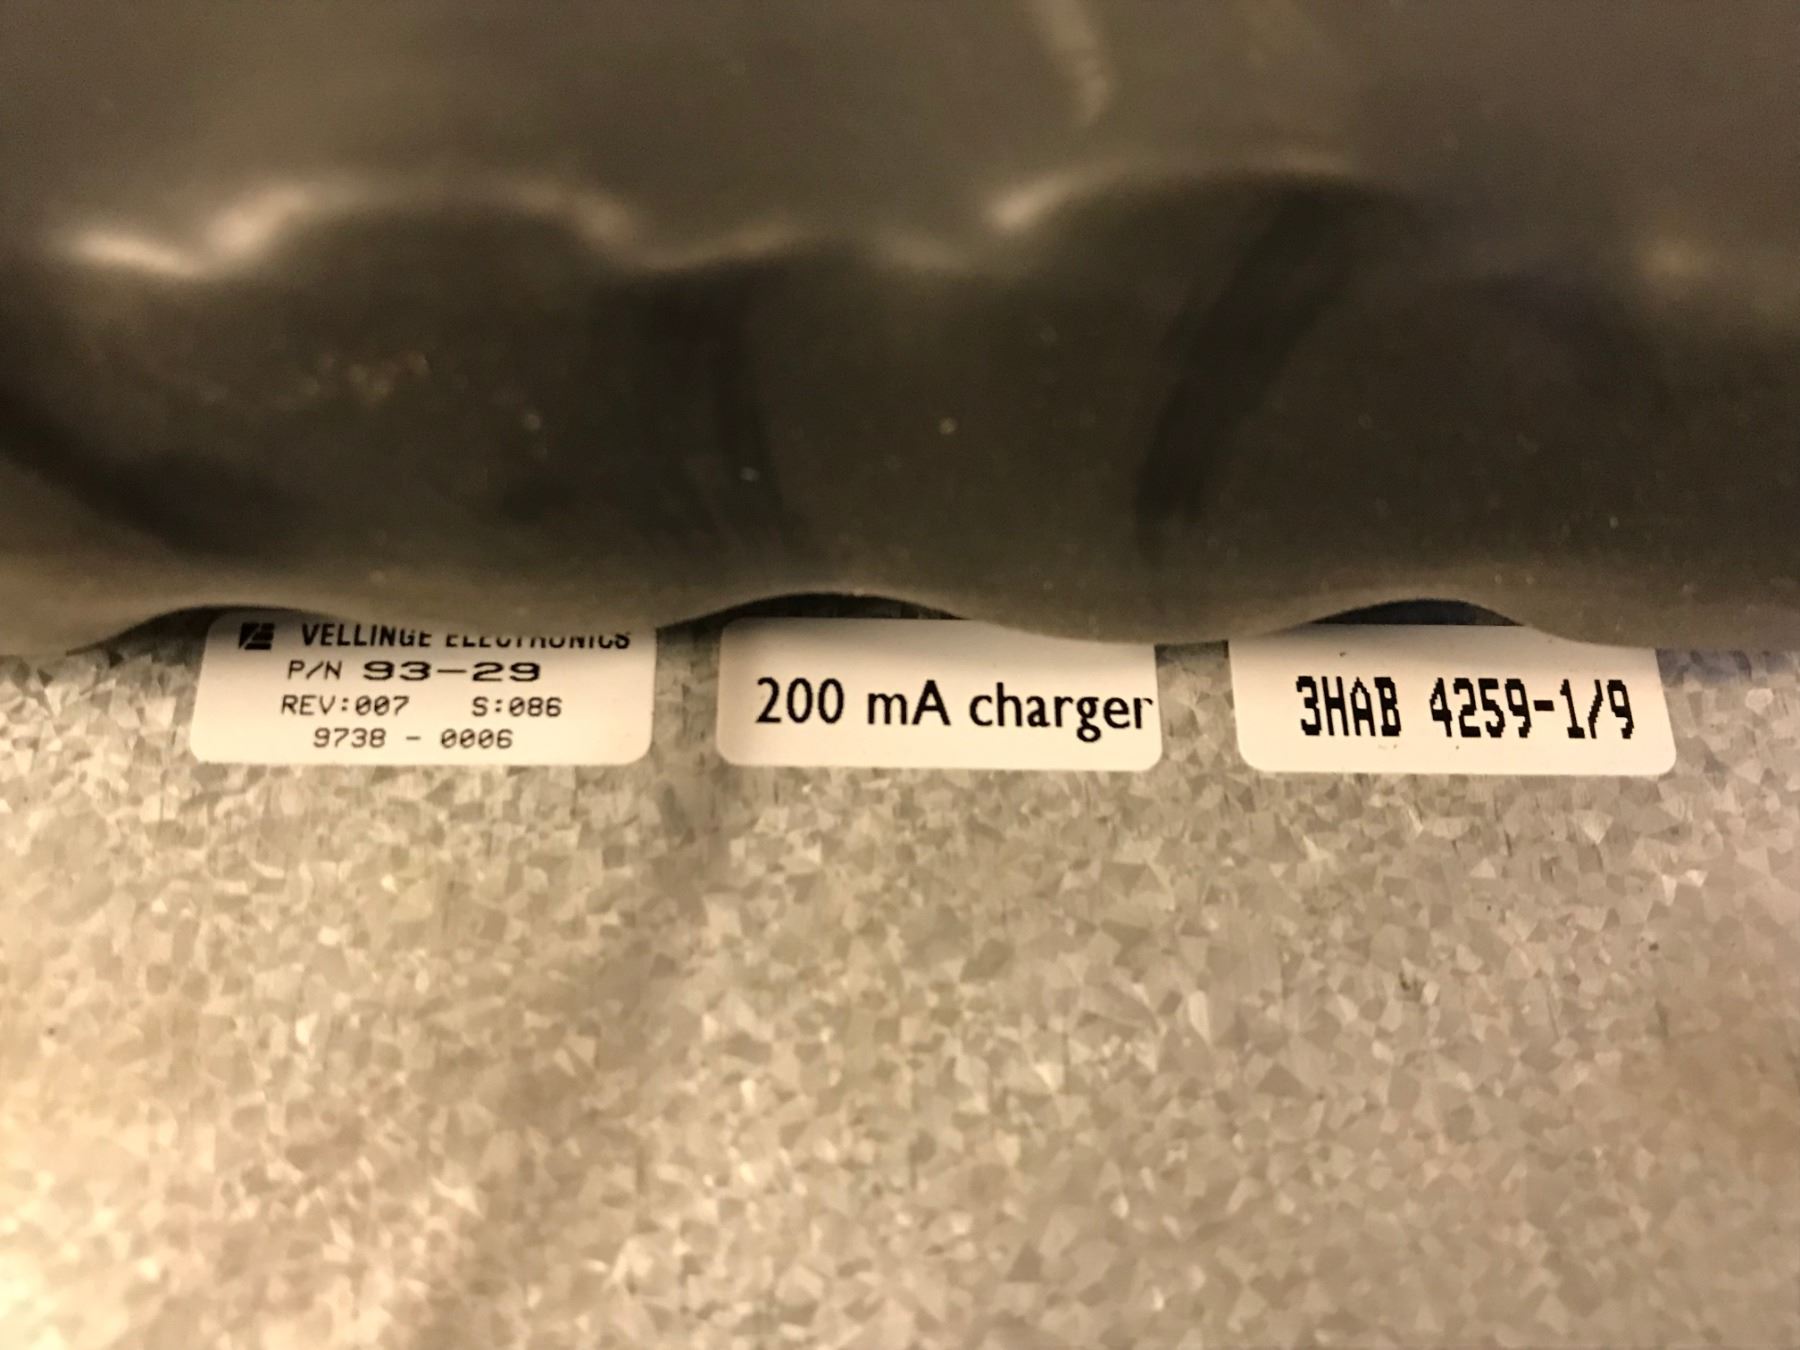 VELLINGE ELECTRONICS
P/N 93-29
REV:007 S:086
9738 - 0006
200 mA charger
3HAB 4259-1/9